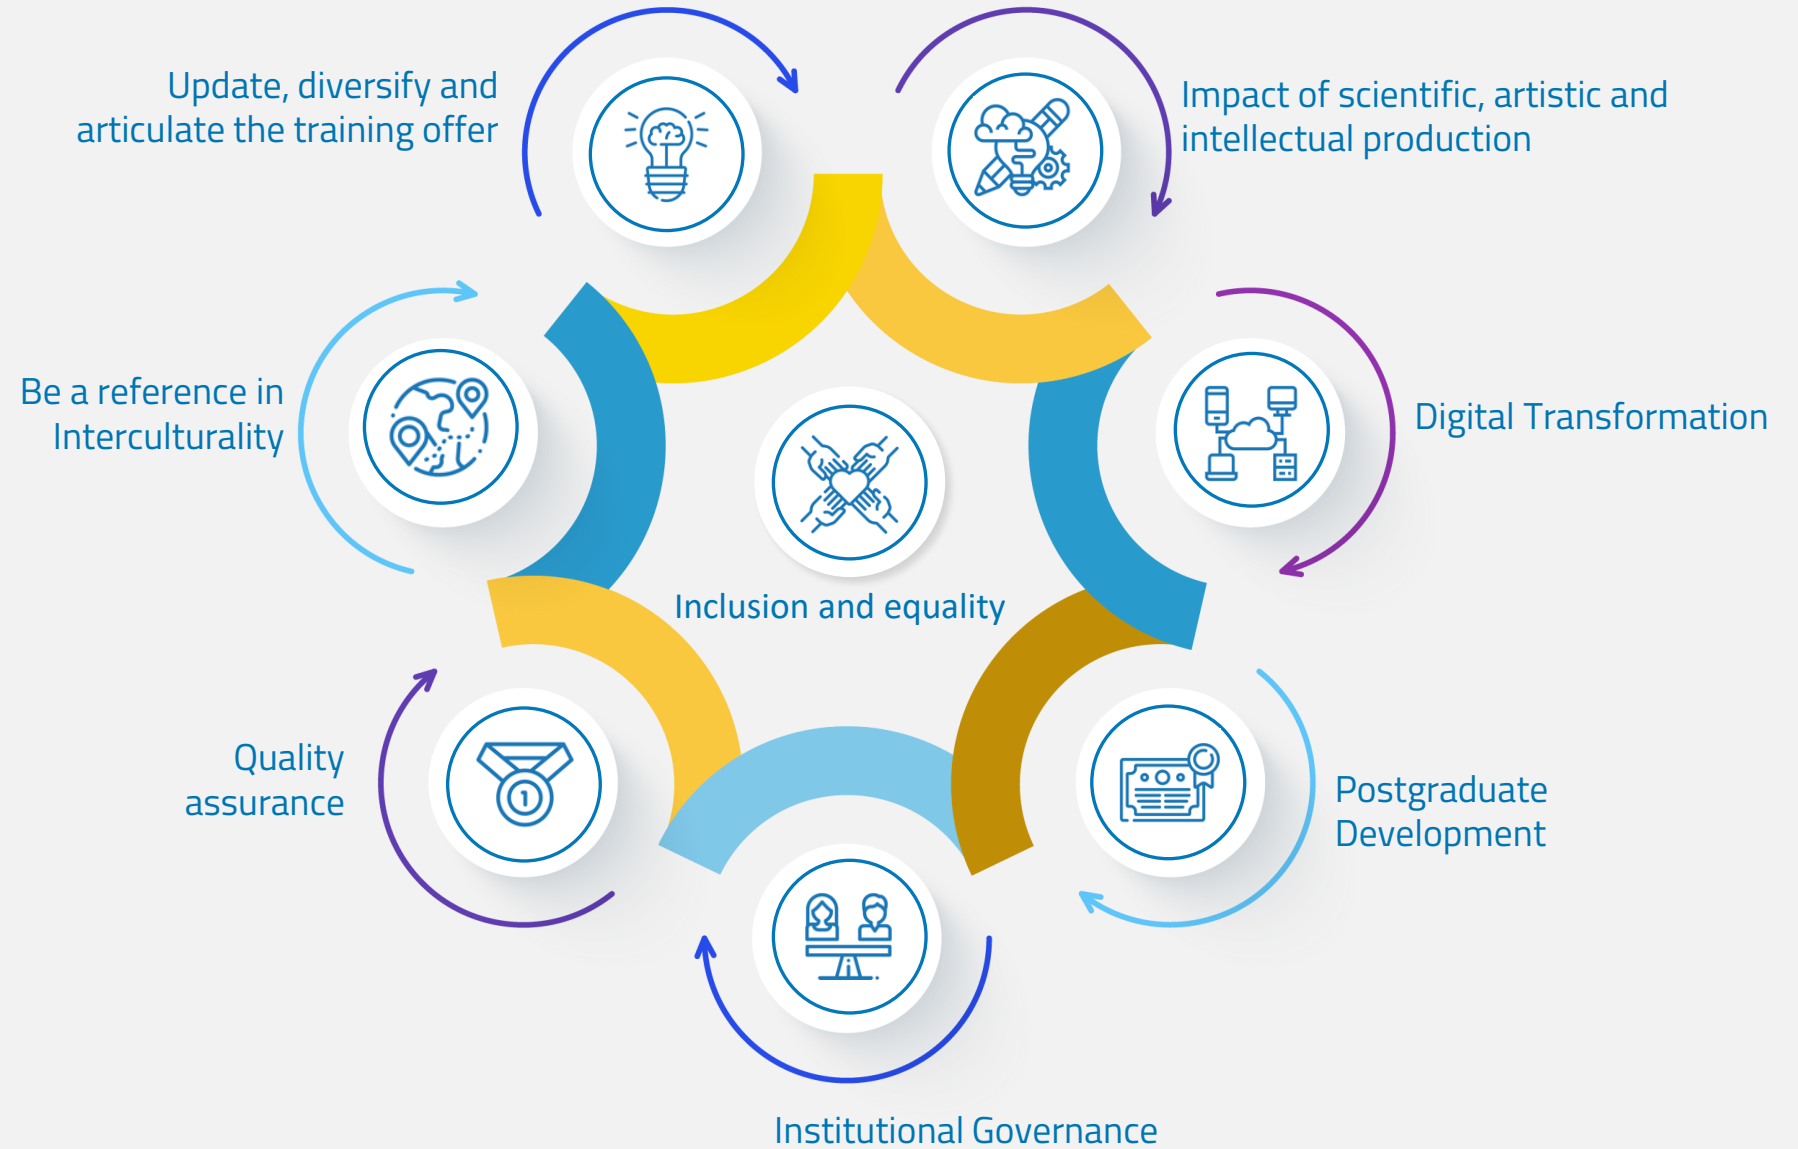 Update, diversify and
articulate the training offer
Impact of scientific, artistic and
intellectual production
Be a reference in
Interculturality
Digital Transformation
Inclusion and equality
Quality
assurance
1
Postgraduate
Development
Institutional Governance